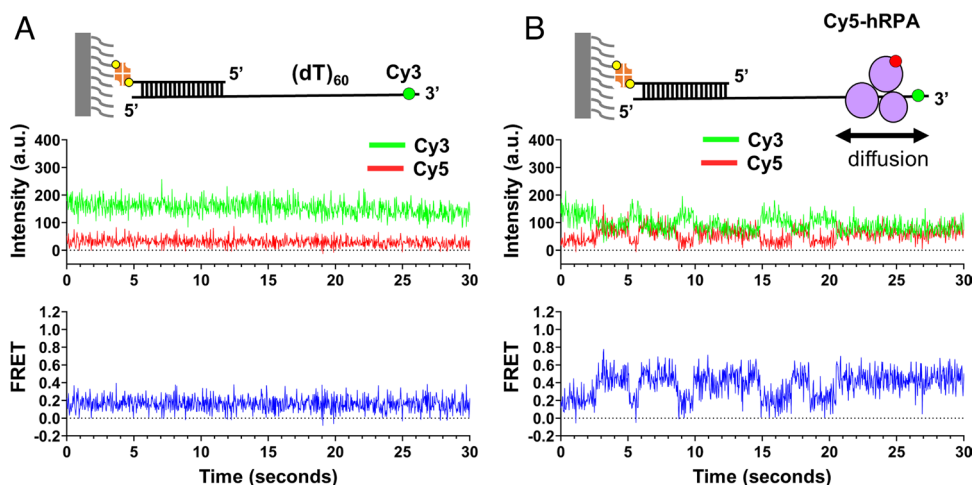 A
5’
(dT)60
Cy3
5’
3’
Cy3
Cy5
Intensity (a.u.)
400
300
200
100
0
0 5 10 15 20 25 30
FRET
1.2
1.0
0.8
0.6
0.4
0.2
0.0
-0.2
0 5 10 15 20 25 30
Time (seconds)
B
Cy5-hRPA
5’
5’
3’
diffusion
Cy3
Cy5
Intensity (a.u.)
400
300
200
100
0
0 5 10 15 20 25 30
FRET
1.2
1.0
0.8
0.6
0.4
0.2
0.0
-0.2
0 5 10 15 20 25 30
Time (seconds)